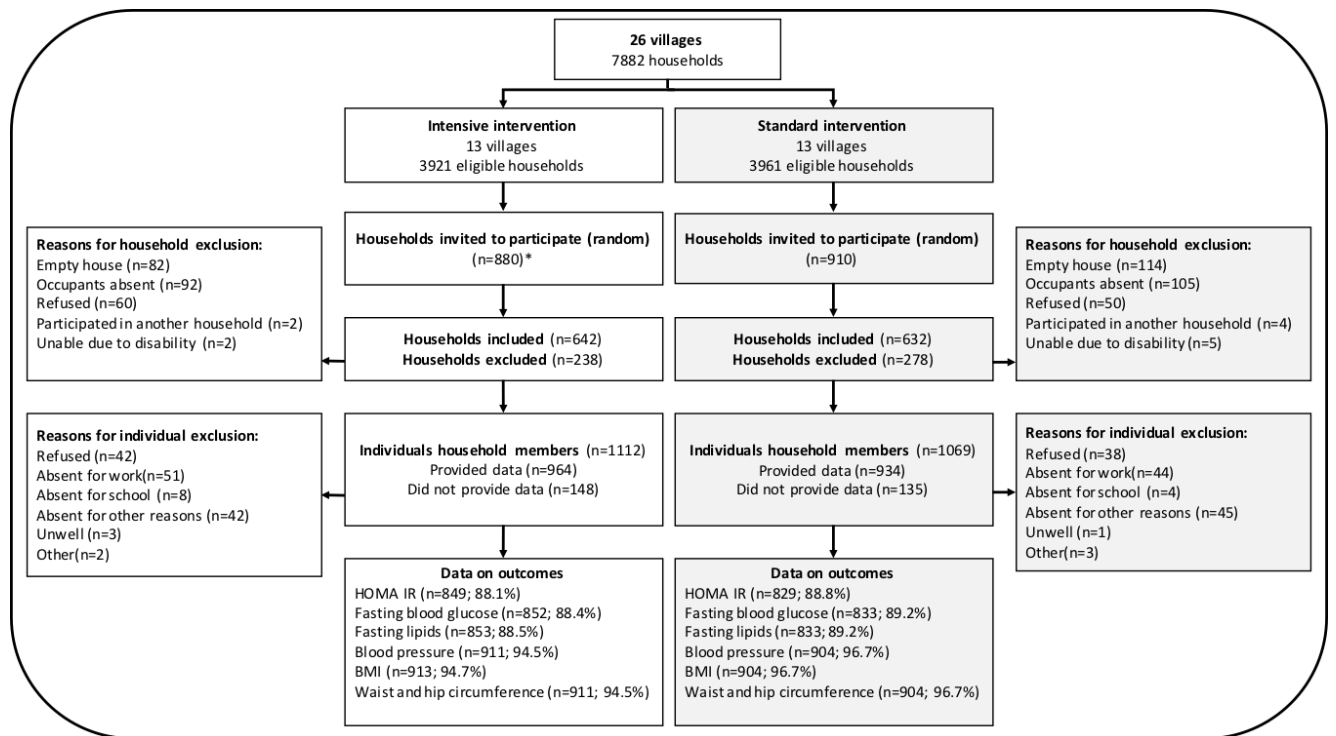 26 villages
7882 households
Intensive intervention
13 villages
3921 eligible households
Standard intervention
13 villages
3961 eligible households
Households invited to participate (random)
(n=880)*
Households invited to participate (random)
(n=910)
Reasons for household exclusion:
Empty house (n=82)
Occupants absent (n=92)
Refused (n=60)
Participated in another household (n=2)
Unable due to disability (n=2)
Households included (n=642)
Households excluded (n=238)
Households included (n=632)
Households excluded (n=278)
Reasons for household exclusion:
Empty house (n=114)
Occupants absent (n=105)
Refused (n=50)
Participated in another household (n=4)
Unable due to disability (n=5)
Reasons for individual exclusion:
Refused (n=42)
Absent for work(n=51)
Absent for school (n=8)
Absent for other reasons (n=42)
Unwell (n=3)
Other(n=2)
Individuals household members (n=1112)
Provided data (n=964)
Did not provide data (n=148)
Individuals household members (n=1069)
Provided data (n=934)
Did not provide data (n=135)
Reasons for individual exclusion:
Refused (n=38)
Absent for work(n=44)
Absent for school (n=4)
Absent for other reasons (n=45)
Unwell (n=1)
Other(n=3)
Data on outcomes
HOMA IR (n=849; 88.1%)
Fasting blood glucose (n=852; 88.4%)
Fasting lipids (n=853; 88.5%)
Blood pressure (n=911; 94.5%)
BMI (n=913; 94.7%)
Waist and hip circumference (n=911; 94.5%)
Data on outcomes
HOMA IR (n=829; 88.8%)
Fasting blood glucose (n=833; 89.2%)
Fasting lipids (n=833; 89.2%)
Blood pressure (n=904; 96.7%)
BMI (n=904; 96.7%)
Waist and hip circumference (n=904; 96.7%)